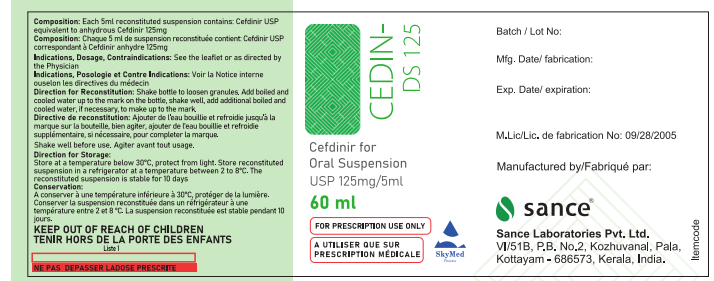 Composition: Each 5ml reconstituted suspension contains: Cefdinir USP
equivalent to anhydrous Cefdinir 125mg
Composition: Chaque 5 ml de suspension reconstituée contient: Cefdinir USP
correspondant à Cefdinir anhydre 125mg
Indications, Dosage, Contraindications: See the leaflet or as directed by
the Physician
Indications, Posologie et Contre Indications: Voir la Notice interne
ouselon les directives du médecin
Direction for Reconstitution: Shake bottle to loosen granules. Add boiled and
cooled water up to the mark on the bottle, shake well, add additional boiled and
cooled water, if necessary, to make up to the mark.
Directive de reconstitution: Ajouter de l'eau bouillie et refroidie jusqu'à la
marque sur la bouteille, bien agiter, ajouter de l'eau bouillie et refroidie
supplémentaire, si nécessaire, pour completer la marque.
Shake well before use. Agiter avant tout usage.
Direction for Storage:
Store at a temperature below 30°C, protect from light. Store reconstituted
suspension in a refrigerator at a temperature between 2 to 8°C. The
reconstituted suspension is stable for 10 days
Conservation:
A conserver à une température inférieure à 30°C, protéger de la lumière.
Conserver la suspension reconstituée dans un réfrigérateur à une
température entre 2 et 8 °C. La suspension reconstituée est stable pendant 10
jours.
KEEP OUT OF REACH OF CHILDREN
TENIR HORS DE LA PORTE DES ENFANTS
Liste 1
NE PAS DEPASSER LADOSE PRESCRITE
CEDIN-
DS 125
Cefdinir for
Oral Suspension
USP 125mg/5ml
60 ml
FOR PRESCRIPTION USE ONLY
A UTILISER QUE SUR
PRESCRIPTION MÉDICALE
SkyMed
Batch / Lot No:
Mfg. Date/ fabrication:
Exp. Date/ expiration:
M.Lic/Lic. de fabrication No: 09/28/2005
Manufactured by/Fabriqué par:
sance®
Sance Laboratories Pvt. Ltd.
VI/51B, P.B. No.2, Kozhuvanal, Pala,
Kottayam - 686573, Kerala, India.
Itemcode